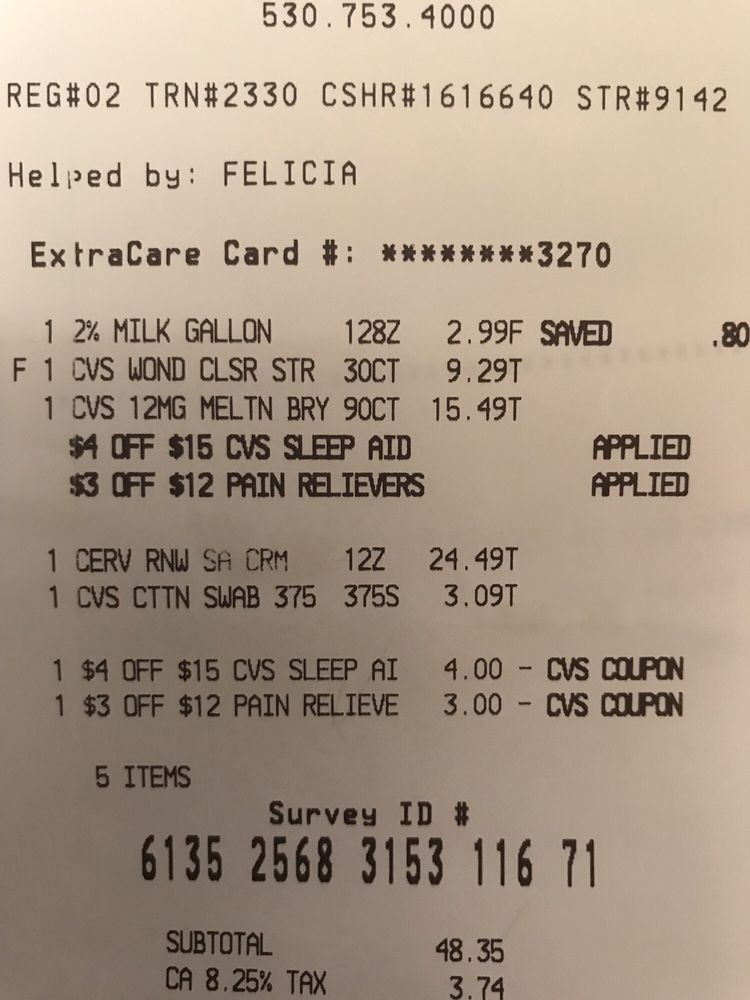 530.753.4000
REG#02 TRN#2330 CSHR#1616640 STR#9142
Helped by: FELICIA
ExtraCare Card #: ********3270
1 2% MILK GALLON 128Z 2.99F SAVED .80
F 1 CVS WOND CLSR STR 30CT 9.29T
1 CVS 12MG MELTN BRY 90CT 15.49T
$4 OFF $15 CVS SLEEP AID APPLIED
$3 OFF $12 PAIN RELIEVERS APPLIED
1 CERV RNW SA CRM 12Z 24.49T
1 CVS CTTN SWAB 375 375S 3.09T
1 $4 OFF $15 CVS SLEEP AI 4.00 - CVS COUPON
1 $3 OFF $12 PAIN RELIEVE 3.00 - CVS COUPON
5 ITEMS
Survey ID #
6135 2568 3153 116 71
SUBTOTAL 48.35
CA 8.25% TAX 3.74